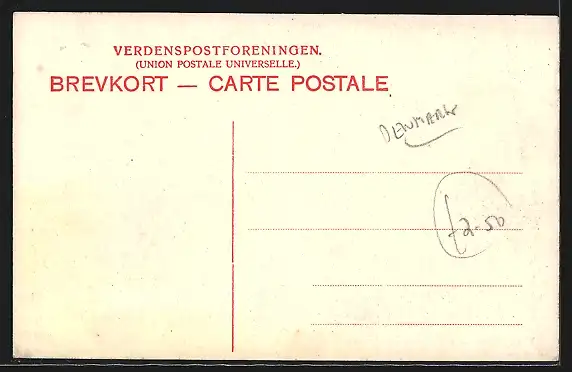 VERDENSPOSTFORENINGEN.
(UNION POSTALE UNIVERSELLE.)
BREVKORT — CARTE POSTALE
DENMARK
£2-50